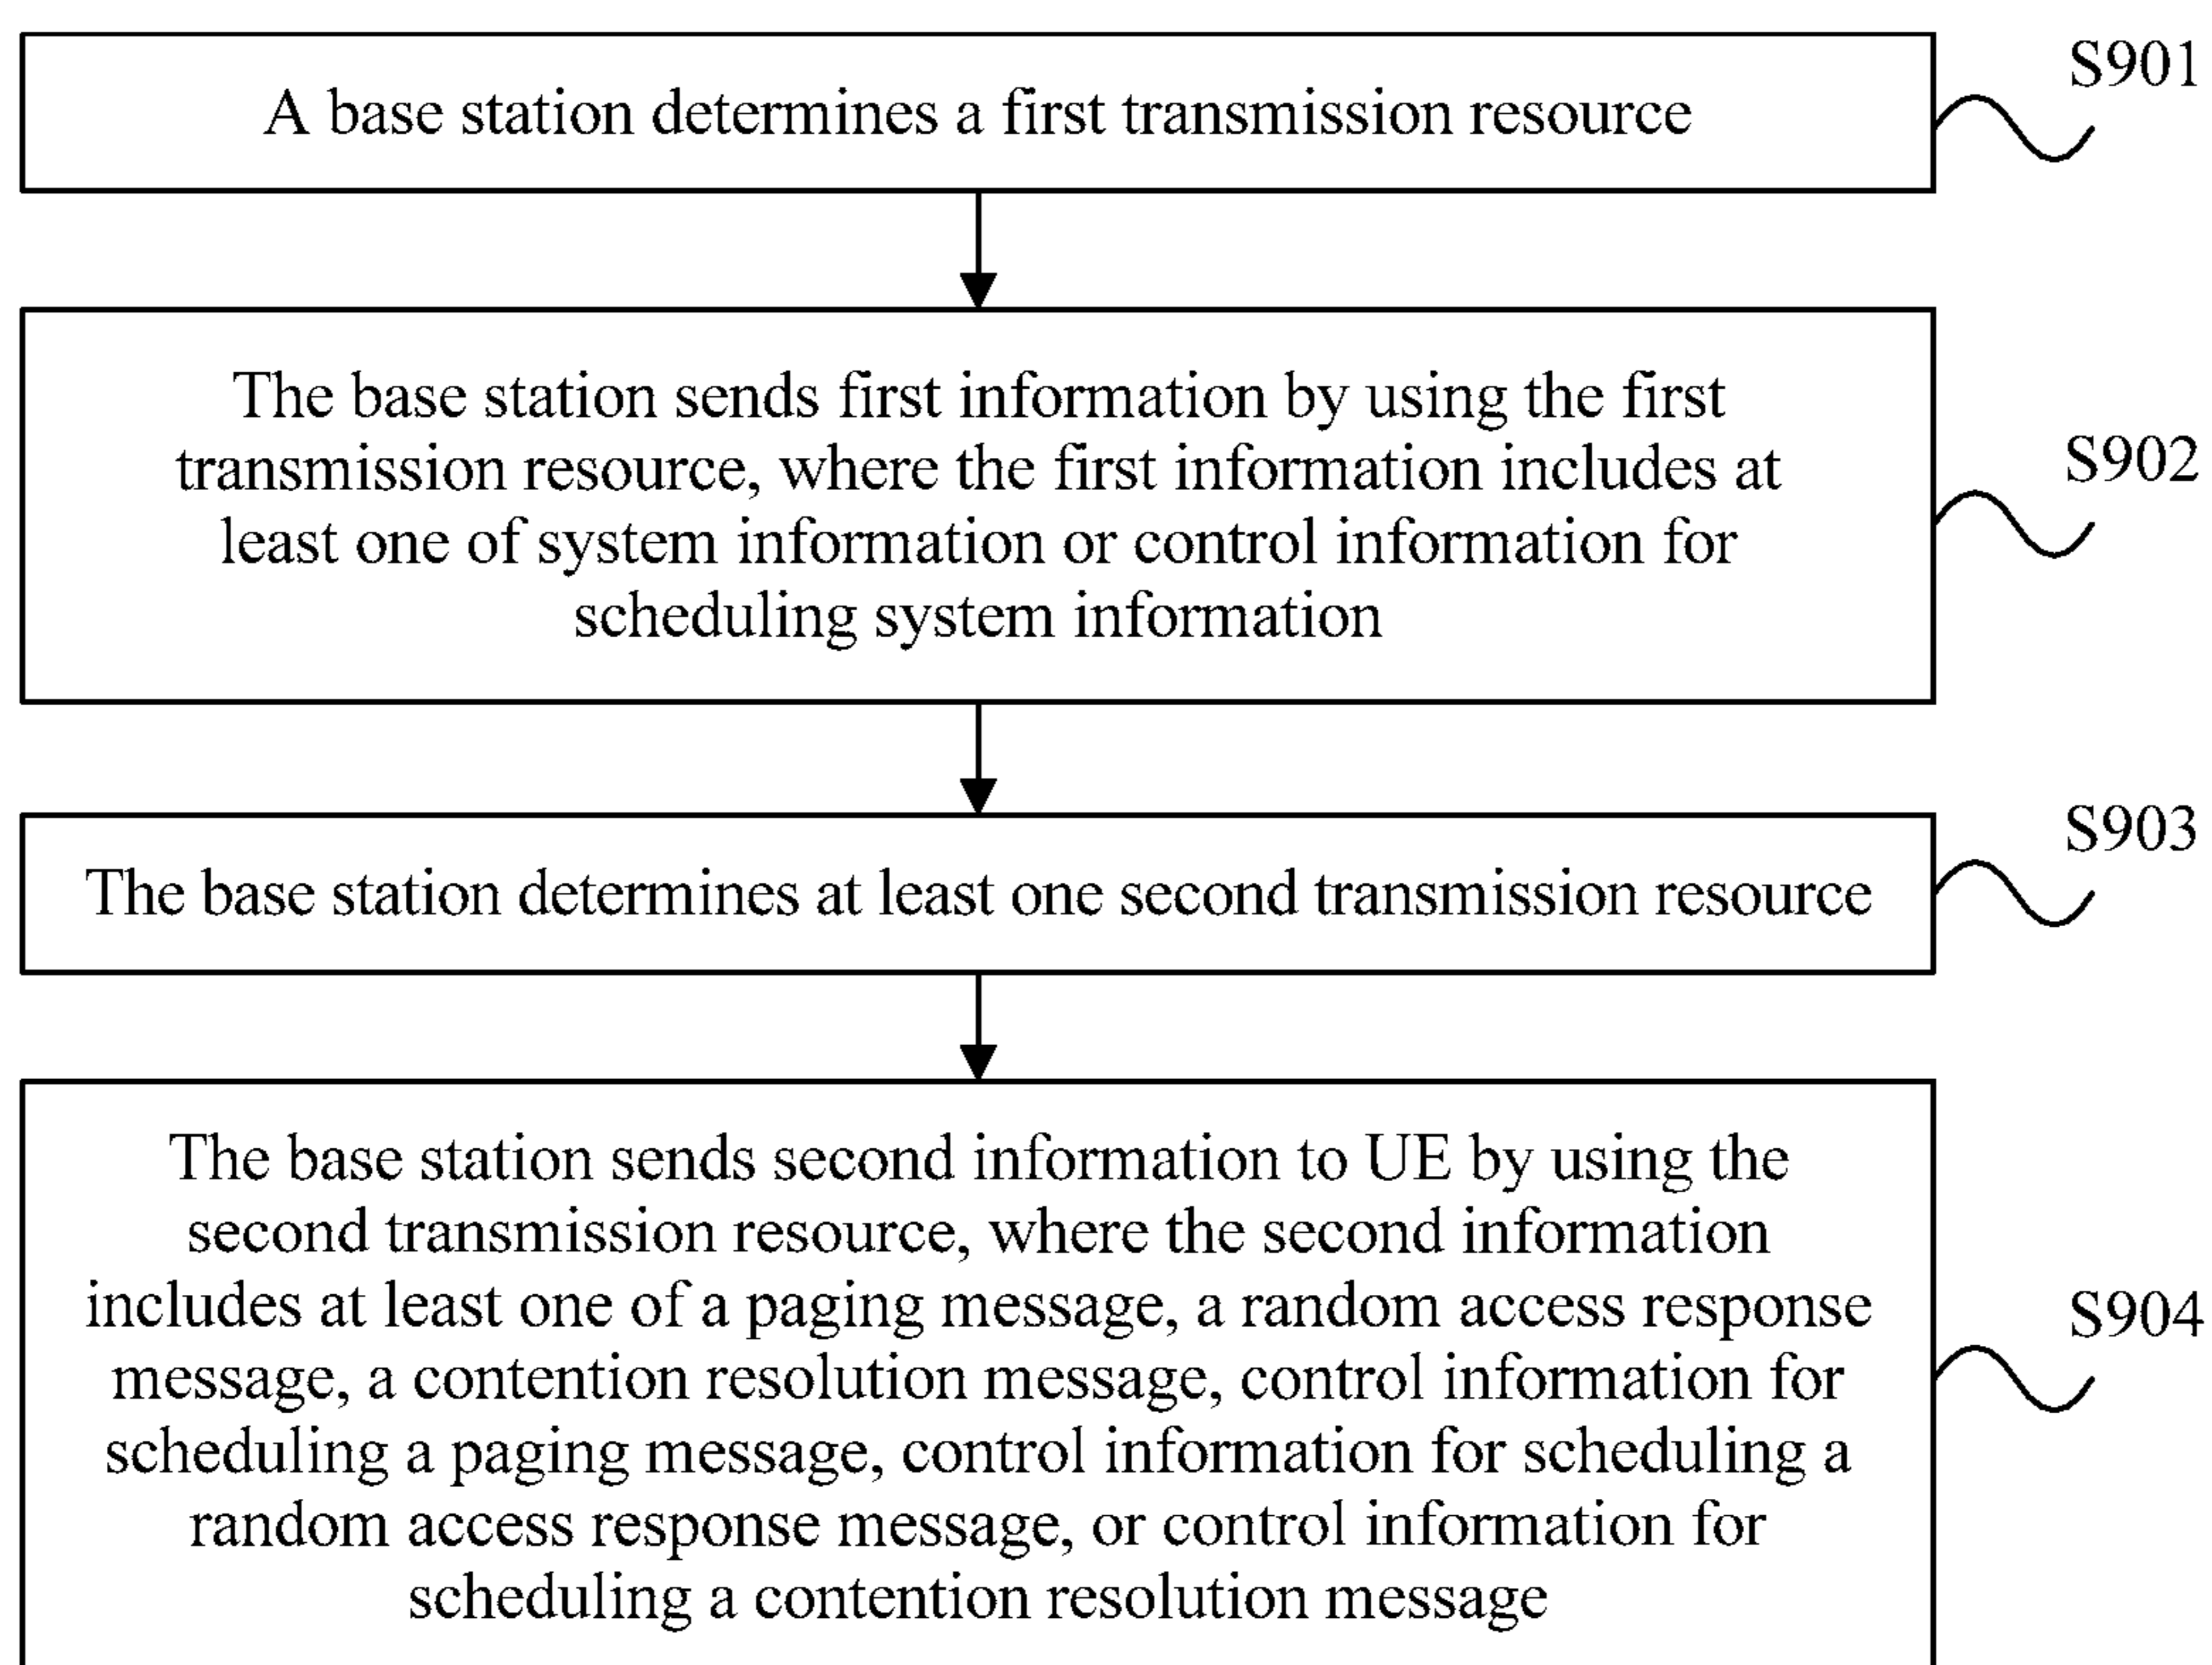 A base station determines a first transmission resource
S901
The base station sends first information by using the first
transmission resource, where the first information includes at
least one of system information or control information for
scheduling system information
S902
The base station determines at least one second transmission resource
S903
The base station sends second information to UE by using the
second transmission resource, where the second information
includes at least one of a paging message, a random access response
message, a contention resolution message, control information for
scheduling a paging message, control information for scheduling a
random access response message, or control information for
scheduling a contention resolution message
S904